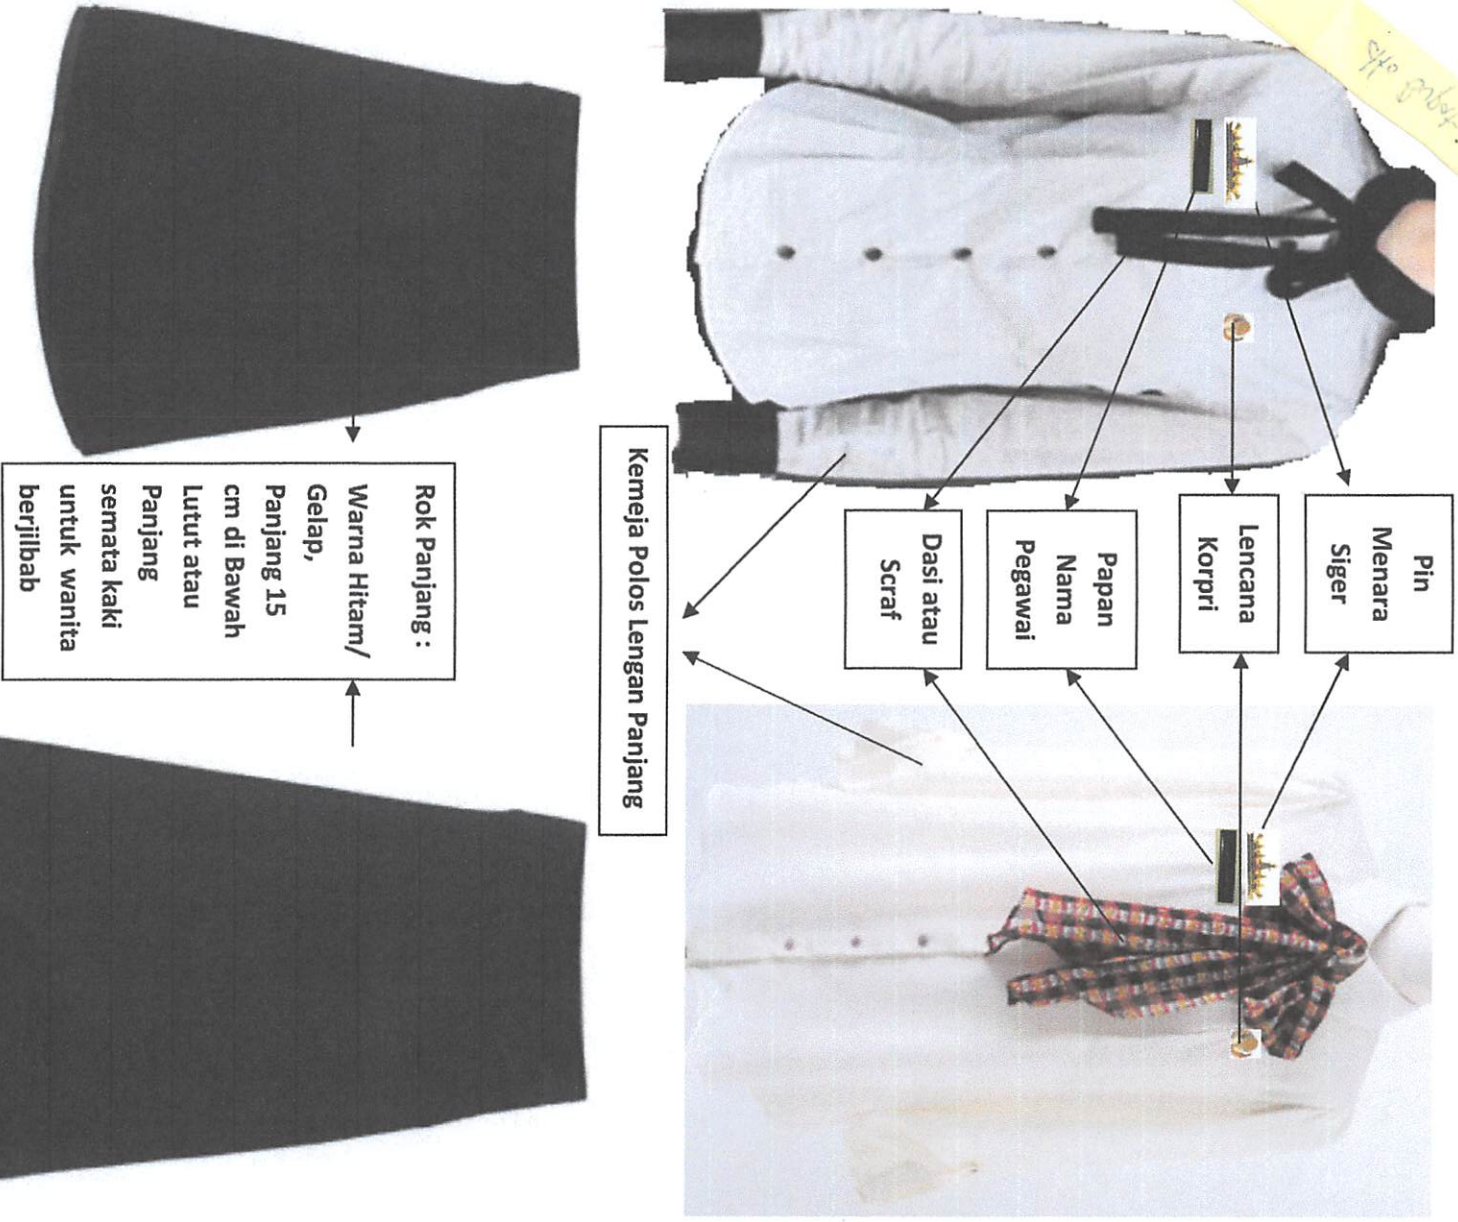 Pin
Menara
Siger
Lencana
Korpri
Papan
Nama
Pegawai
Dasi atau
Scraf
Kemeja Polos Lengan Panjang
Rok Panjang :
Warna Hitam/
Gelap,
Panjang 15
cm di Bawah
Lutut atau
Panjang
semata kaki
untuk wanita
berjilbab